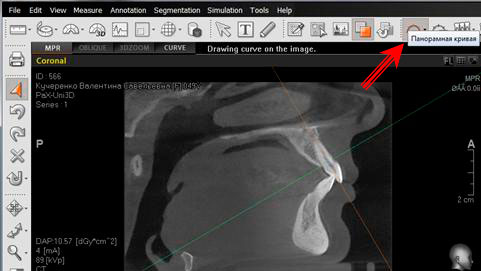 File Edit View Measure Annotation Segmentation Simulation Tools Help
Панорамная кривая
MPR OBLIQUE 3DZOOM CURVE Drawing curve on the image.
Coronal FL
ID : 566
Кучеренко Валентина Савельевна [F] 049Y
PaX-Uni3D
Series : 1
MPR
P
A
2 cm
DAP:10.57 [dGy*cm^2]
4 [mA]
89 [kVp]
CT